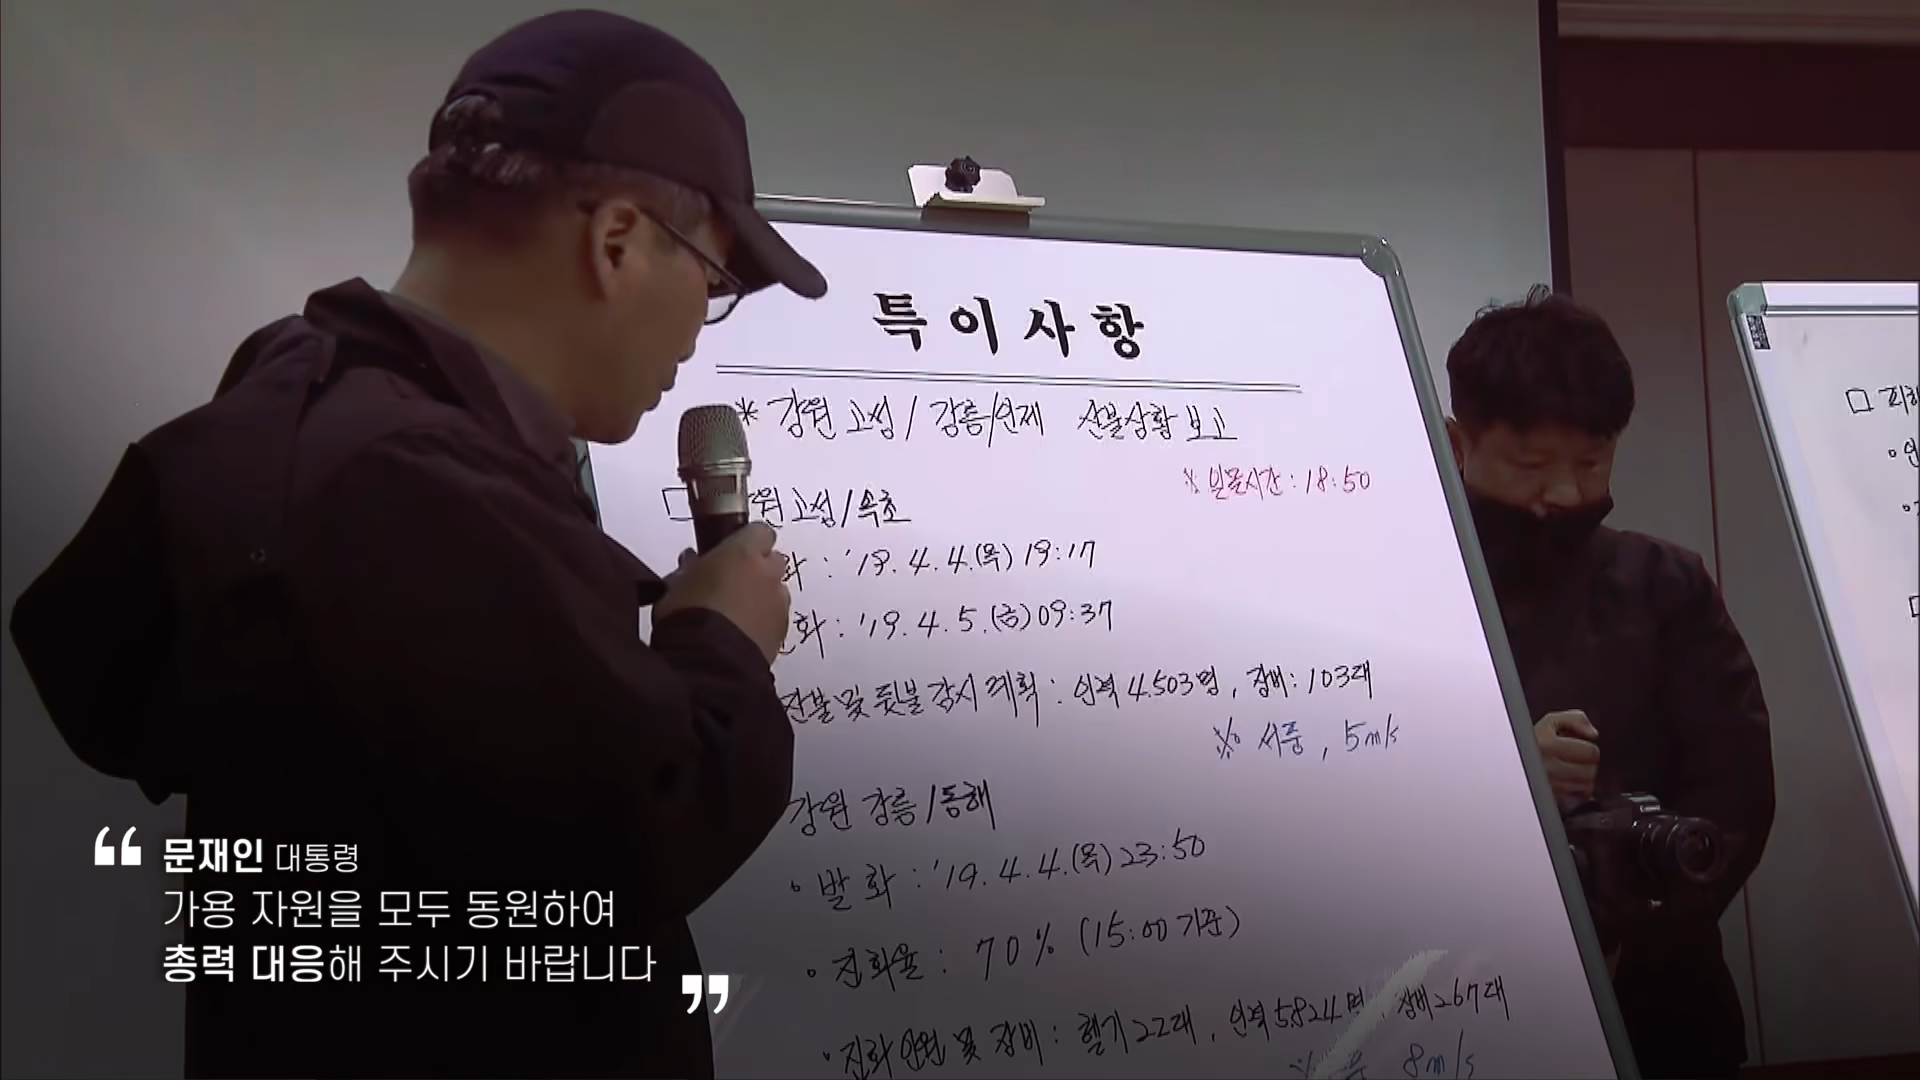 특이사항
* 강원 고성/강릉/인제 산불상황 보고
※ 일몰시간 : 18:50
원 고성/속초
화 : '19. 4. 4.(목) 19:17
화 : '19. 4. 5.(금) 09:37
잔불 및 뒷불 감시 계획 : 인력 4.503명, 장비: 103대
※ 서풍, 5m/s
강원 강릉/동해
• 발화 : '19. 4. 4.(목) 23:50
• 진화율 : 70% (15:00 기준)
• 진화 인원 및 장비 : 헬기 22대, 인력 5824명, 장비 267대
8m/s
□ 피해
“ 문재인 대통령
가용 자원을 모두 동원하여
총력 대응해 주시기 바랍니다 ”